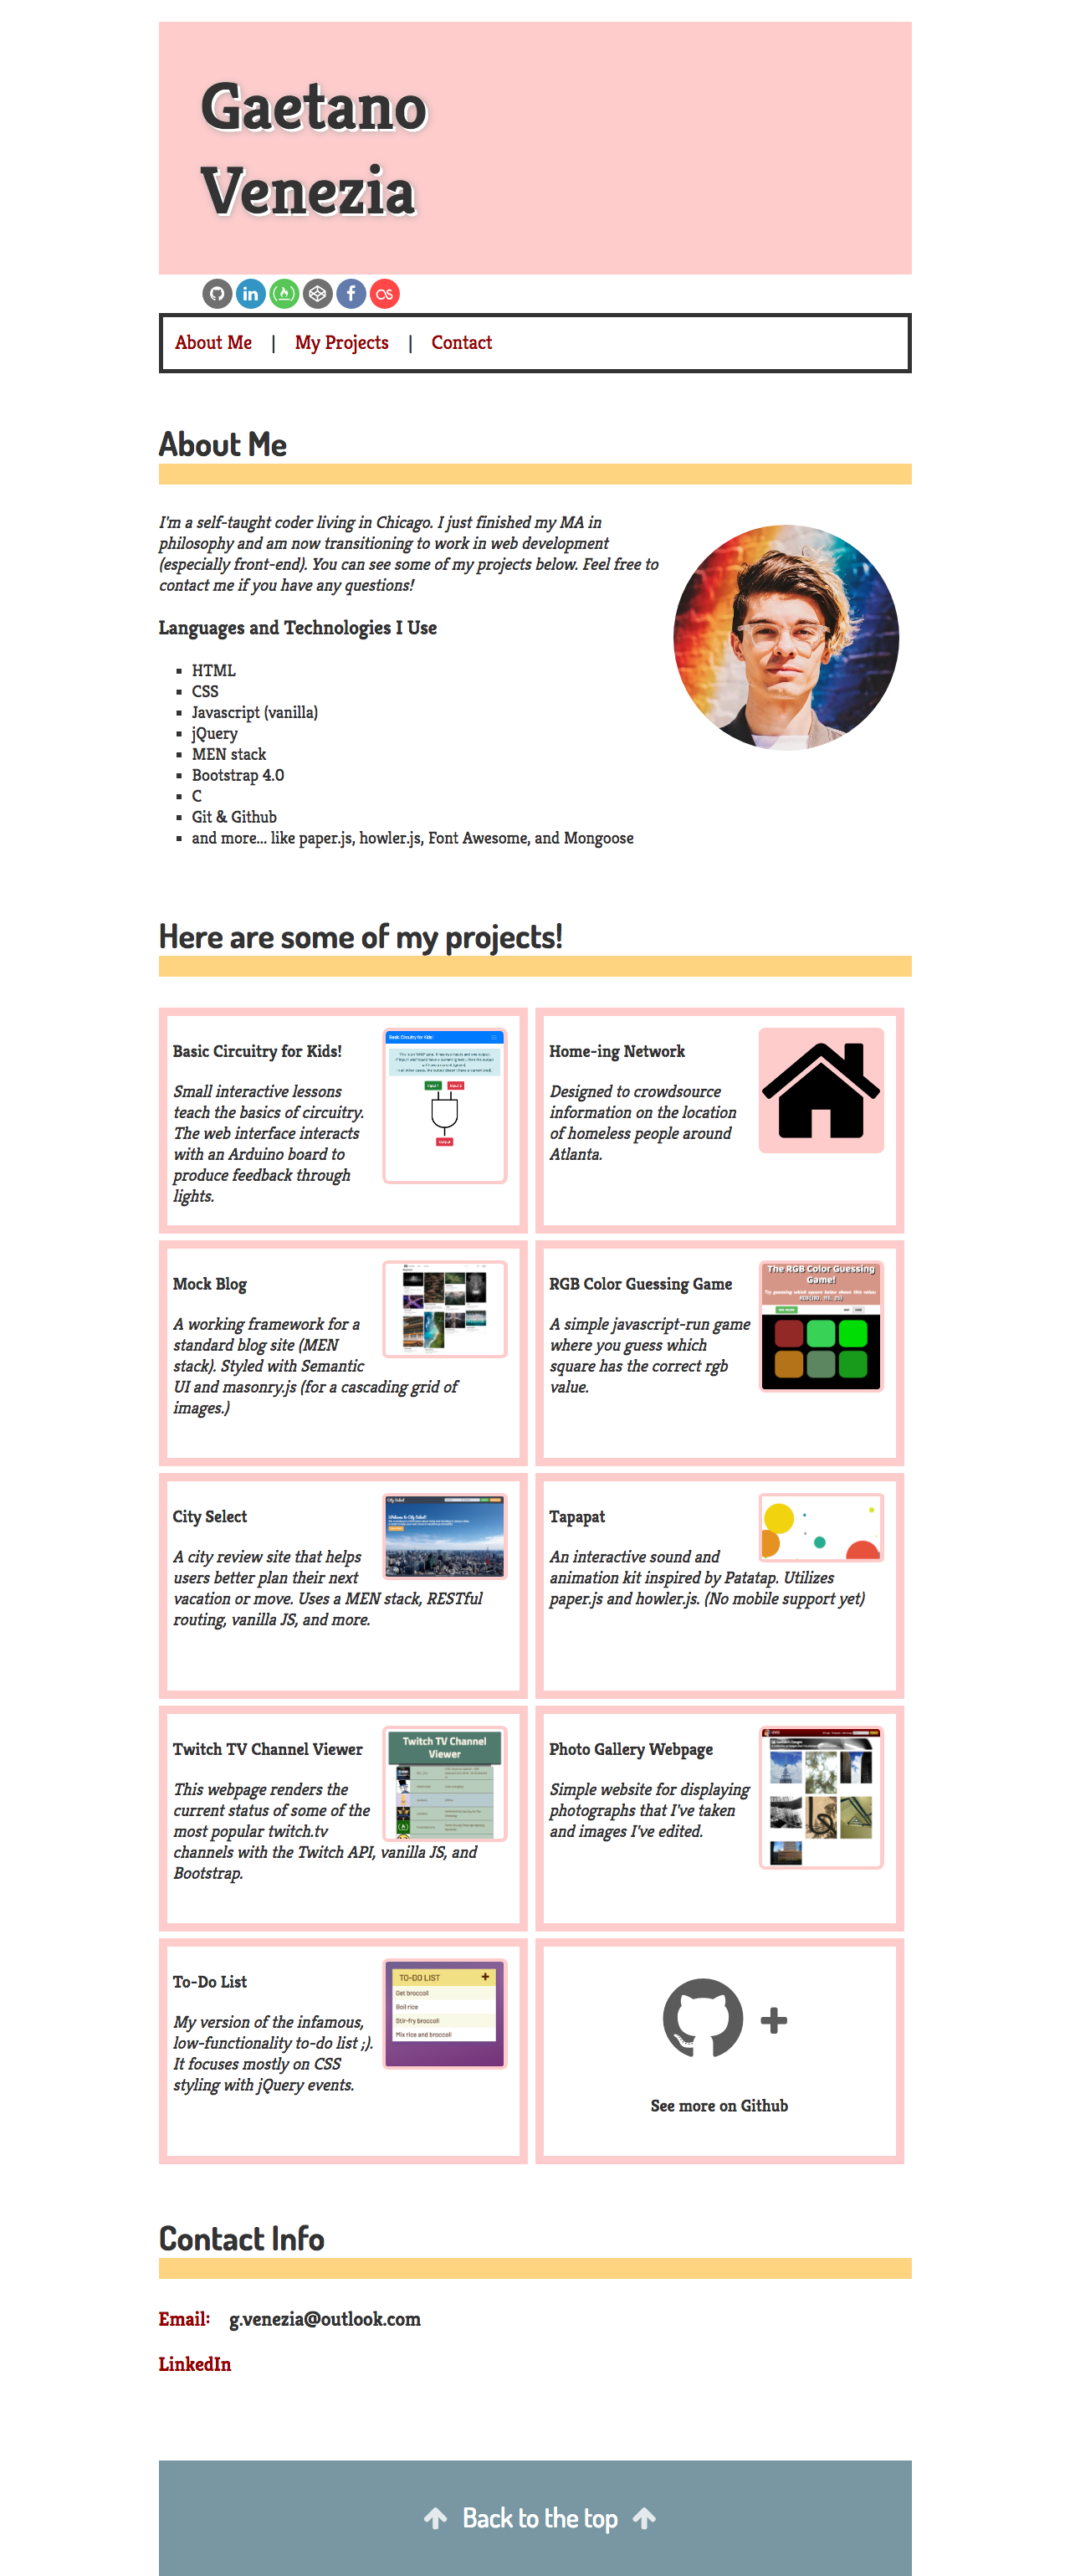 Gaetano
Venezia
in
About Me | My Projects | Contact
About Me
I'm a self-taught coder living in Chicago. I just finished my MA in
philosophy and am now transitioning to work in web development
(especially front-end). You can see some of my projects below. Feel free to
contact me if you have any questions!
Languages and Technologies I Use
HTML
CSS
Javascript (vanilla)
jQuery
MEN stack
Bootstrap 4.0
C
Git & Github
and more... like paper.js, howler.js, Font Awesome, and Mongoose
Here are some of my projects!
Basic Circuitry for Kids!
Small interactive lessons
teach the basics of circuitry.
The web interface interacts
with an Arduino board to
produce feedback through
lights.
Basic Circuitry for Kids!
Input 1 Input 2
Output
Home-ing Network
Designed to crowdsource
information on the location
of homeless people around
Atlanta.
Mock Blog
A working framework for a
standard blog site (MEN
stack). Styled with Semantic
UI and masonry.js (for a cascading grid of
images.)
RGB Color Guessing Game
A simple javascript-run game
where you guess which
square has the correct rgb
value.
The RGB Color Guessing
Game!
City Select
A city review site that helps
users better plan their next
vacation or move. Uses a MEN stack, RESTful
routing, vanilla JS, and more.
City Select
Welcome to City Select!
Tapapat
An interactive sound and
animation kit inspired by Patatap. Utilizes
paper.js and howler.js. (No mobile support yet)
Twitch TV Channel Viewer
This webpage renders the
current status of some of the
most popular twitch.tv
channels with the Twitch API, vanilla JS, and
Bootstrap.
Twitch TV Channel
Viewer
Photo Gallery Webpage
Simple website for displaying
photographs that I've taken
and images I've edited.
To-Do List
My version of the infamous,
low-functionality to-do list ;).
It focuses mostly on CSS
styling with jQuery events.
TO-DO LIST +
Get broccoli
Boil rice
Stir-fry broccoli
Mix rice and broccoli
+
See more on Github
Contact Info
Email: g.venezia@outlook.com
LinkedIn
Back to the top